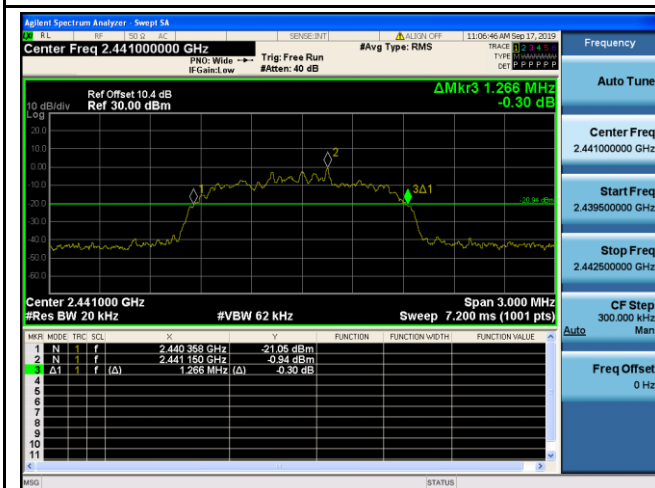 Agilent Spectrum Analyzer - Swept SA
RL RF 50 Ω AC SENSE:INT ALIGN OFF 11:06:46 AM Sep 17, 2019
Center Freq 2.441000000 GHz #Avg Type: RMS TRACE 1 2 3 4 5 6
PNO: Wide Trig: Free Run TYPE
IFGain:Low #Atten: 40 dB DET P P P P P P
Frequency
Auto Tune
ΔMkr3 1.266 MHz
-0.30 dB
Ref Offset 10.4 dB
10 dB/div Ref 30.00 dBm
Log
20.0
10.0
0.00
-10.0
-20.0
-30.0
-40.0
-50.0
-60.0
1
2
3Δ1
-20.94 dBm
Center 2.441000 GHz Span 3.000 MHz
#Res BW 20 kHz #VBW 62 kHz Sweep 7.200 ms (1001 pts)
MKR MODE TRC SCL X Y FUNCTION FUNCTION WIDTH FUNCTION VALUE
1 N 1 f 2.440 358 GHz -21.05 dBm
2 N 1 f 2.441 150 GHz -0.94 dBm
3 Δ1 1 f (Δ) 1.266 MHz (Δ) -0.30 dB
4
5
6
7
8
9
10
11
Center Freq
2.441000000 GHz
Start Freq
2.439500000 GHz
Stop Freq
2.442500000 GHz
CF Step
300.000 kHz
Auto Man
Freq Offset
0 Hz
MSG STATUS